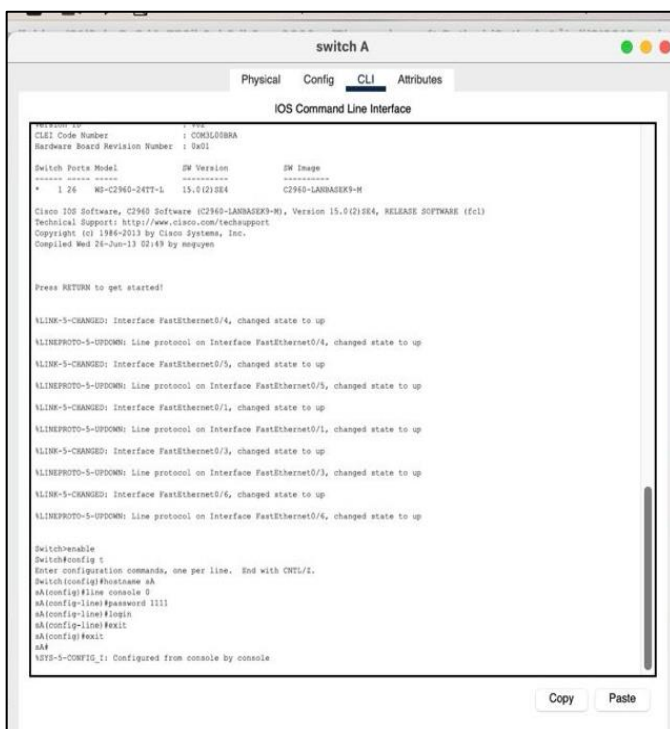 switch A
Physical Config CLI Attributes
IOS Command Line Interface
CLEI Code Number : COM3L00BRA
Hardware Board Revision Number : 0x01
Switch Ports Model SW Version SW Image
------ ----- ----- ---------- ----------
* 1 26 WS-C2960-24TT-L 15.0(2)SE4 C2960-LANBASEK9-M
Cisco IOS Software, C2960 Software (C2960-LANBASEK9-M), Version 15.0(2)SE4, RELEASE SOFTWARE (fc1)
Technical Support: http://www.cisco.com/techsupport
Copyright (c) 1986-2013 by Cisco Systems, Inc.
Compiled Wed 26-Jun-13 02:49 by mnguyen
Press RETURN to get started!
%LINK-5-CHANGED: Interface FastEthernet0/4, changed state to up
%LINEPROTO-5-UPDOWN: Line protocol on Interface FastEthernet0/4, changed state to up
%LINK-5-CHANGED: Interface FastEthernet0/5, changed state to up
%LINEPROTO-5-UPDOWN: Line protocol on Interface FastEthernet0/5, changed state to up
%LINK-5-CHANGED: Interface FastEthernet0/1, changed state to up
%LINEPROTO-5-UPDOWN: Line protocol on Interface FastEthernet0/1, changed state to up
%LINK-5-CHANGED: Interface FastEthernet0/3, changed state to up
%LINEPROTO-5-UPDOWN: Line protocol on Interface FastEthernet0/3, changed state to up
%LINK-5-CHANGED: Interface FastEthernet0/6, changed state to up
%LINEPROTO-5-UPDOWN: Line protocol on Interface FastEthernet0/6, changed state to up
Switch>enable
Switch#config t
Enter configuration commands, one per line. End with CNTL/Z.
Switch(config)#hostname sA
sA(config)#line console 0
sA(config-line)#password 1111
sA(config-line)#login
sA(config-line)#exit
sA(config)#exit
sA#
%SYS-5-CONFIG_I: Configured from console by console
Copy Paste